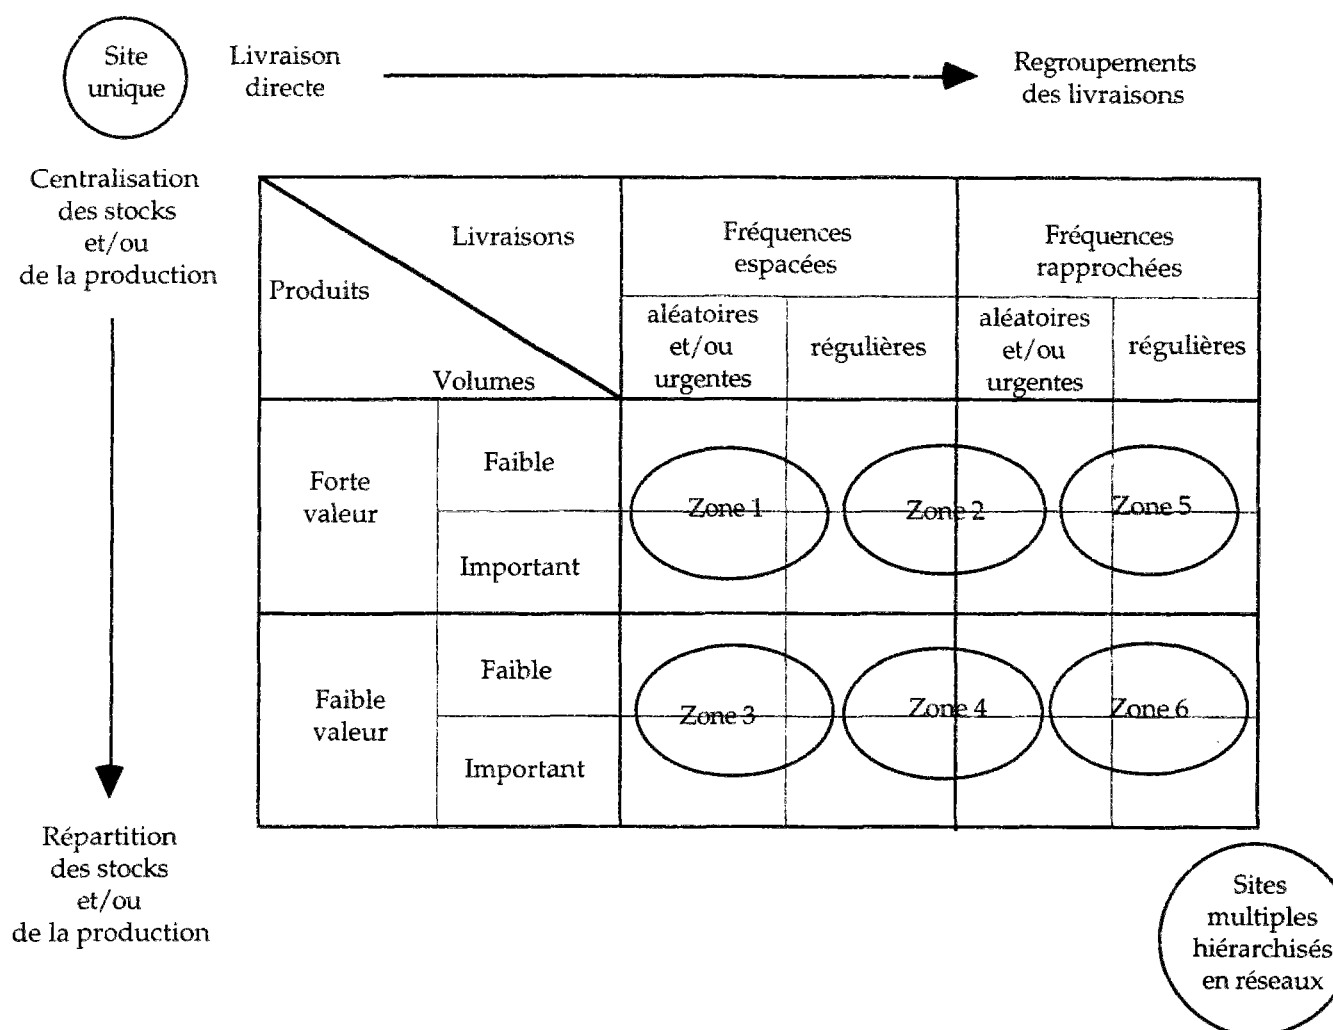 Site
unique
Livraison
directe
Regroupements
des livraisons
Centralisation
des stocks
et/ou
de la production
Livraisons
Produits
Volumes
Fréquences
espacées
Fréquences
rapprochées
aléatoires
et/ou
urgentes
régulières
aléatoires
et/ou
urgentes
régulières
Forte
valeur
Faible
Important
Zone 1
Zone 2
Zone 5
Faible
valeur
Faible
Important
Zone 3
Zone 4
Zone 6
Répartition
des stocks
et/ou
de la production
Sites
multiples
hiérarchisés
en réseaux